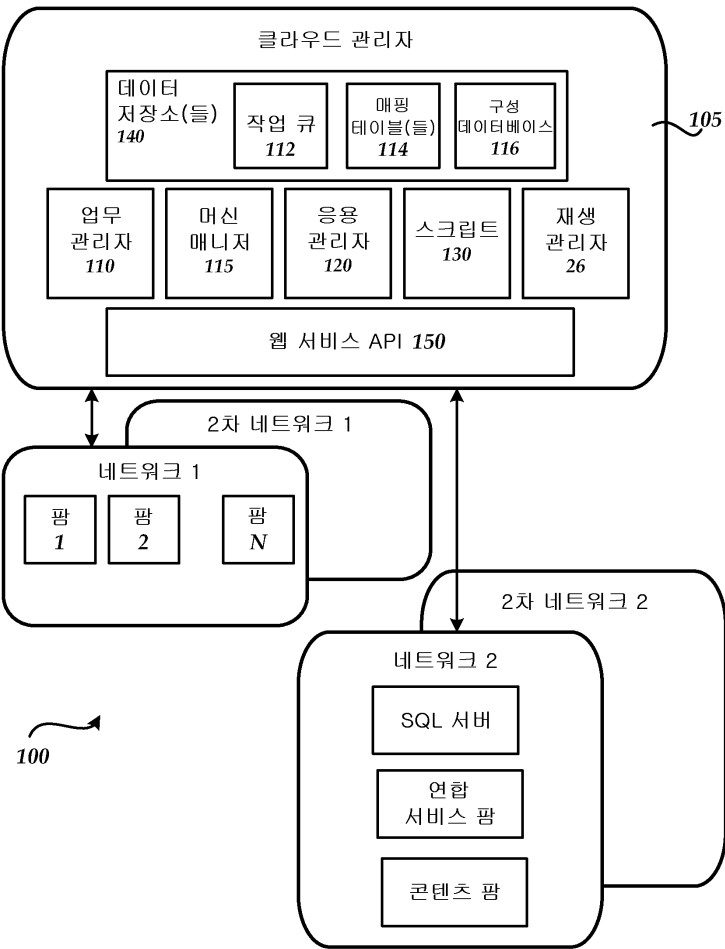 클라우드 관리자
데이터
저장소(들)
140
작업 큐
112
매핑
테이블(들)
114
구성
데이터베이스
116
105
업무
관리자
110
머신
매니저
115
응용
관리자
120
스크립트
130
재생
관리자
26
웹 서비스 API 150
2차 네트워크 1
네트워크 1
팜
1
팜
2
팜
N
2차 네트워크 2
네트워크 2
SQL 서버
연합
서비스 팜
콘텐츠 팜
100